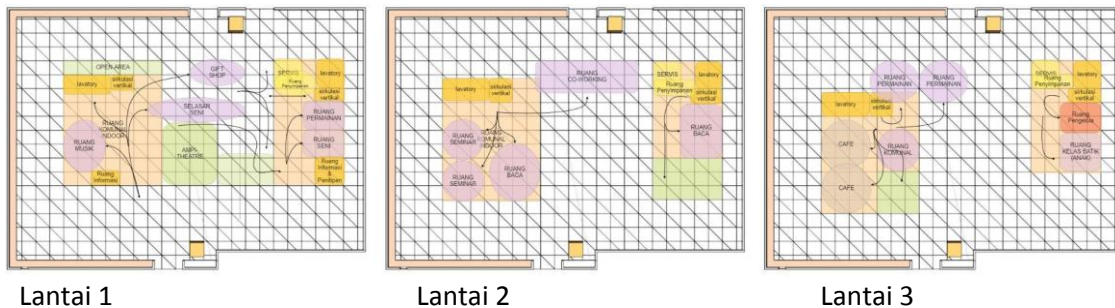 OPEN AREA
lavatory
sirkulasi
vertikal
GIFT
SHOP
SERVIS
Ruang
Penyimpanan
lavatory
sirkulasi
vertikal
SELASAR
SENI
RUANG
KOMUNAL
INDOOR
RUANG
MUSIK
AMPI-
THEATRE
RUANG
PERMAINAN
RUANG
SENI
Ruang
Informasi
&
Penitipan
Ruang Informasi
Lantai 1
lavatory
sirkulasi
vertikal
RUANG
CO-WORKING
SERVIS
Ruang
Penyimpanan
lavatory
sirkulasi
vertikal
RUANG
SEMINAR
RUANG
KOMUNAL
INDOOR
RUANG
SEMINAR
RUANG
BACA
RUANG
BACA
Lantai 2
RUANG
PERMAINAN
RUANG
PERMAINAN
SERVIS
Ruang
Penyimpanan
lavatory
sirkulasi
vertikal
lavatory
sirkulasi
vertikal
CAFE
RUANG
KOMUNAL
CAFE
Ruang
Pengelola
RUANG
KELAS BATIK
(ANAK)
Lantai 3